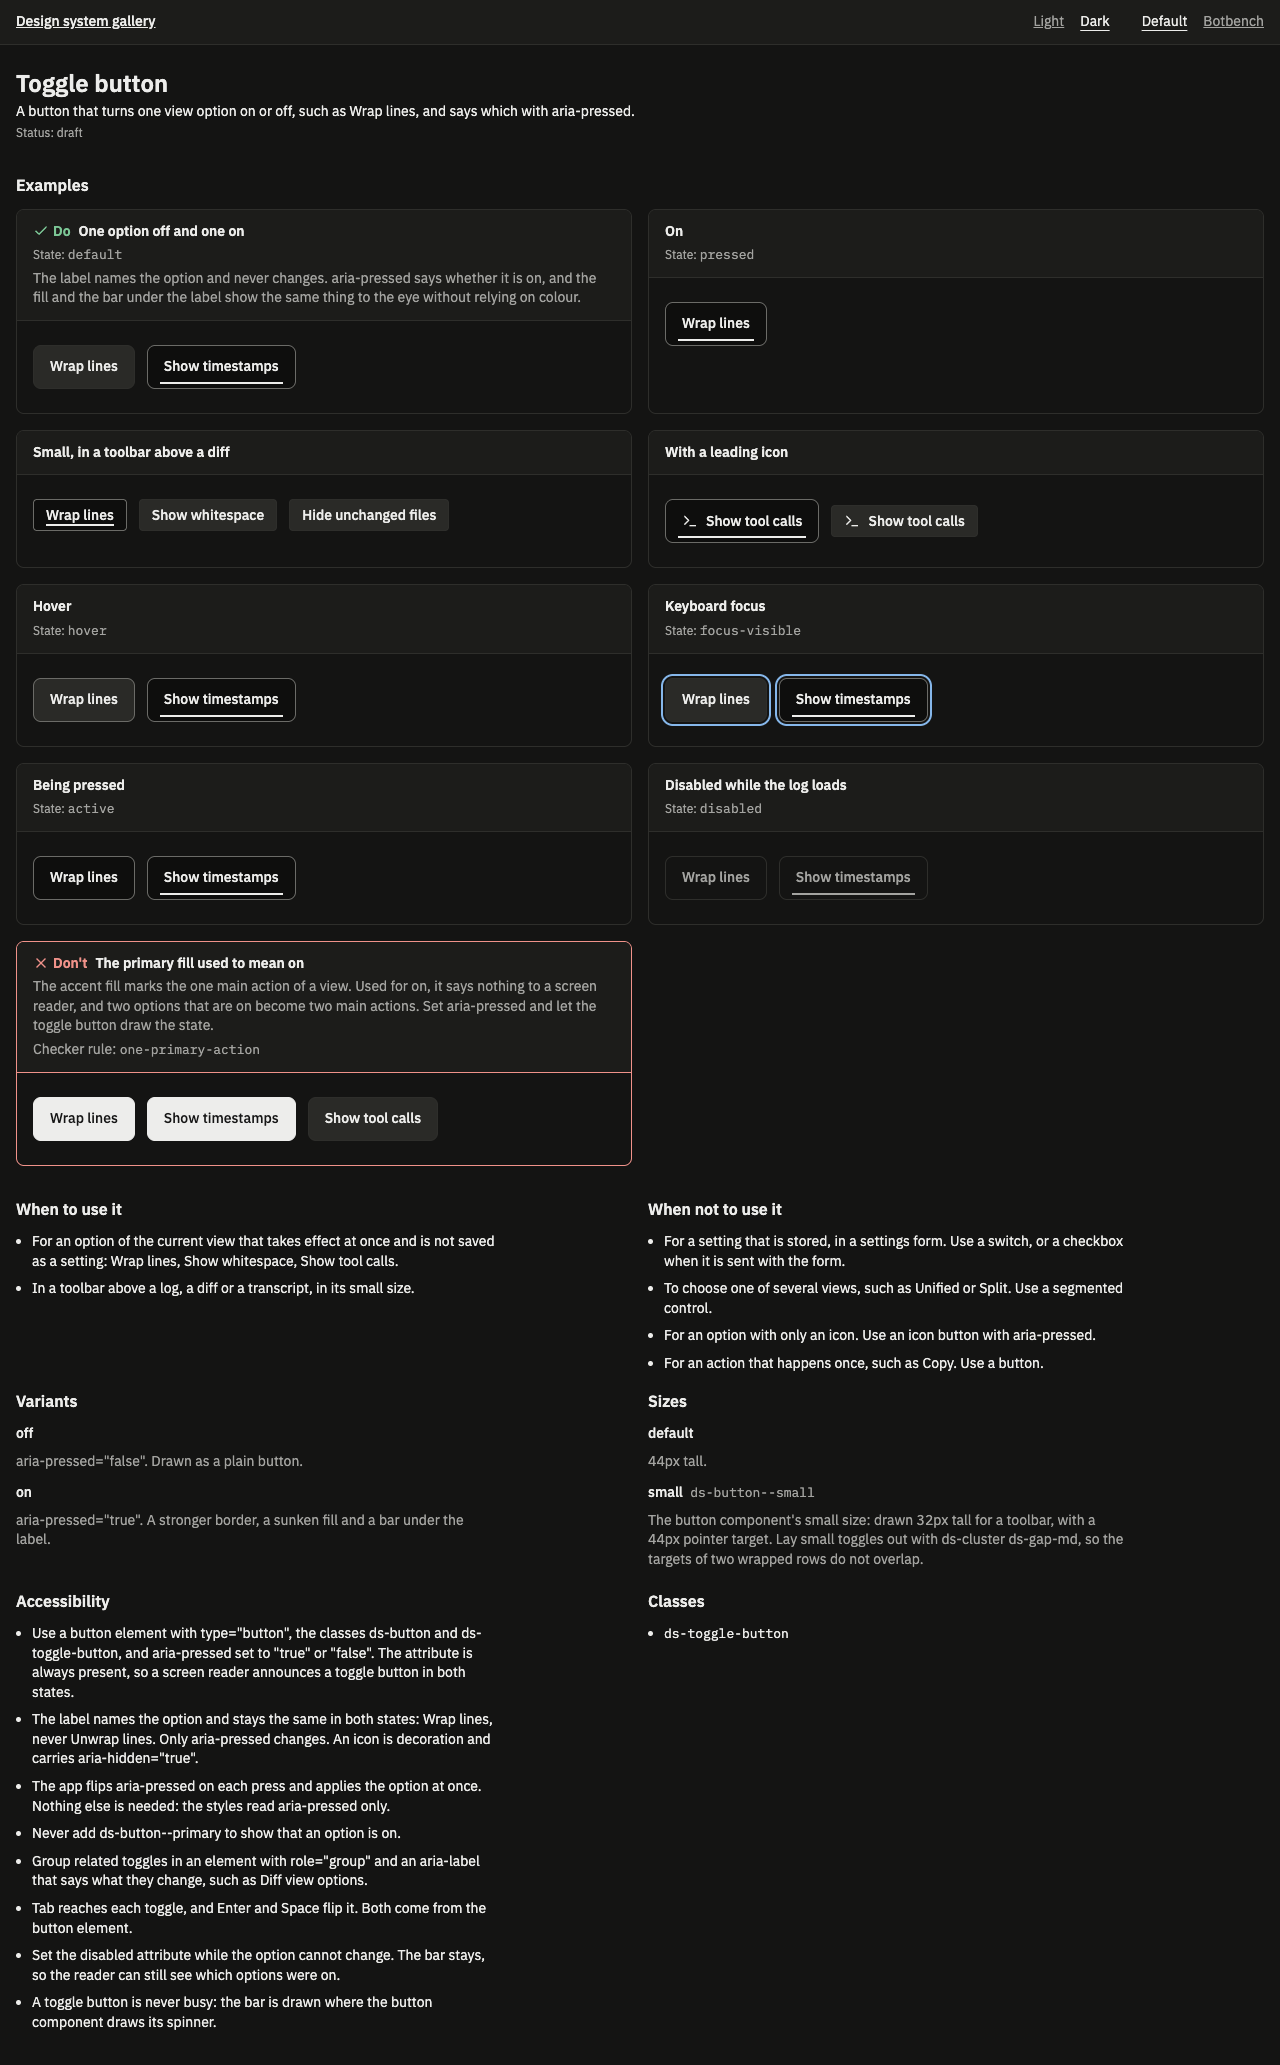 Design system gallery
Light Dark Default Botbench
Toggle button
A button that turns one view option on or off, such as Wrap lines, and says which with aria-pressed.
Status: draft
Examples
Do One option off and one on
State: default
The label names the option and never changes. aria-pressed says whether it is on, and the
fill and the bar under the label show the same thing to the eye without relying on colour.
Wrap lines Show timestamps
On
State: pressed
Wrap lines
Small, in a toolbar above a diff
Wrap lines Show whitespace Hide unchanged files
With a leading icon
Show tool calls Show tool calls
Hover
State: hover
Wrap lines Show timestamps
Keyboard focus
State: focus-visible
Wrap lines Show timestamps
Being pressed
State: active
Wrap lines Show timestamps
Disabled while the log loads
State: disabled
Wrap lines Show timestamps
Don't The primary fill used to mean on
The accent fill marks the one main action of a view. Used for on, it says nothing to a screen
reader, and two options that are on become two main actions. Set aria-pressed and let the
toggle button draw the state.
Checker rule: one-primary-action
Wrap lines Show timestamps Show tool calls
When to use it
For an option of the current view that takes effect at once and is not saved
as a setting: Wrap lines, Show whitespace, Show tool calls.
In a toolbar above a log, a diff or a transcript, in its small size.
When not to use it
For a setting that is stored, in a settings form. Use a switch, or a checkbox
when it is sent with the form.
To choose one of several views, such as Unified or Split. Use a segmented
control.
For an option with only an icon. Use an icon button with aria-pressed.
For an action that happens once, such as Copy. Use a button.
Variants
off
aria-pressed="false". Drawn as a plain button.
on
aria-pressed="true". A stronger border, a sunken fill and a bar under the
label.
Sizes
default
44px tall.
small ds-button--small
The button component's small size: drawn 32px tall for a toolbar, with a
44px pointer target. Lay small toggles out with ds-cluster ds-gap-md, so the
targets of two wrapped rows do not overlap.
Accessibility
Use a button element with type="button", the classes ds-button and ds-
toggle-button, and aria-pressed set to "true" or "false". The attribute is
always present, so a screen reader announces a toggle button in both
states.
The label names the option and stays the same in both states: Wrap lines,
never Unwrap lines. Only aria-pressed changes. An icon is decoration and
carries aria-hidden="true".
The app flips aria-pressed on each press and applies the option at once.
Nothing else is needed: the styles read aria-pressed only.
Never add ds-button--primary to show that an option is on.
Group related toggles in an element with role="group" and an aria-label
that says what they change, such as Diff view options.
Tab reaches each toggle, and Enter and Space flip it. Both come from the
button element.
Set the disabled attribute while the option cannot change. The bar stays,
so the reader can still see which options were on.
A toggle button is never busy: the bar is drawn where the button
component draws its spinner.
Classes
ds-toggle-button